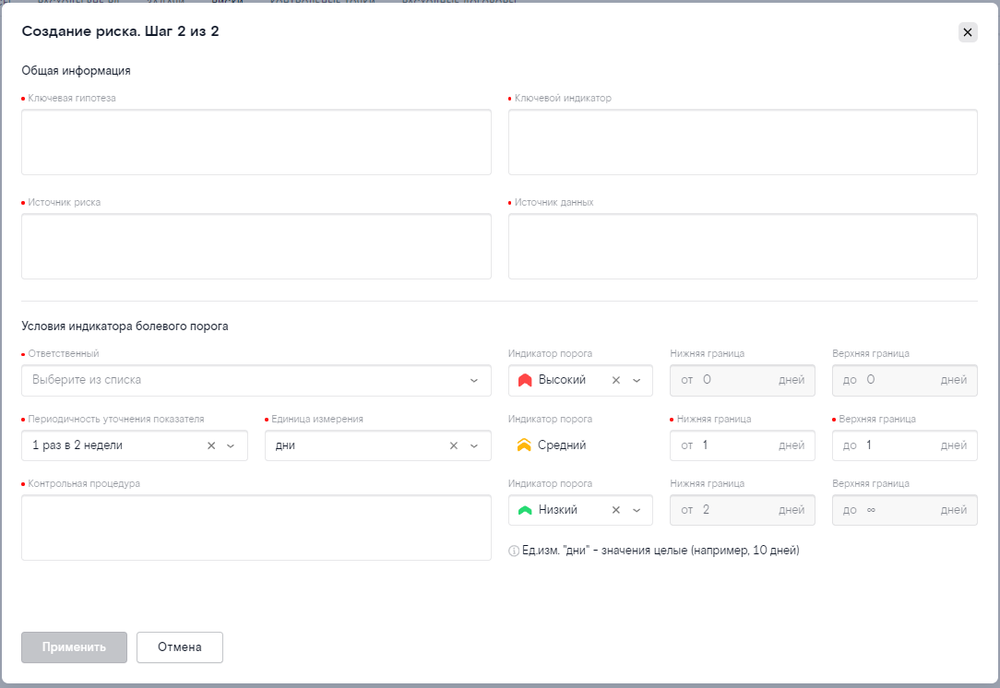 РИСКИ
Создание риска. Шаг 2 из 2
Общая информация
Ключевая гипотеза
Ключевой индикатор
Источник риска
Источник данных
Условия индикатора болевого порога
Ответственный
Индикатор порога
Нижняя граница
Верхняя граница
Выберите из списка
Высокий
от 0 дней
до 0 дней
Периодичность уточнения показателя
Единица измерения
Индикатор порога
Нижняя граница
Верхняя граница
1 раз в 2 недели
дни
Средний
от 1 дней
до 1 дней
Контрольная процедура
Индикатор порога
Нижняя граница
Верхняя граница
Низкий
от 2 дней
до ∞ дней
Ед.изм. "дни" - значения целые (например, 10 дней)
Применить
Отмена